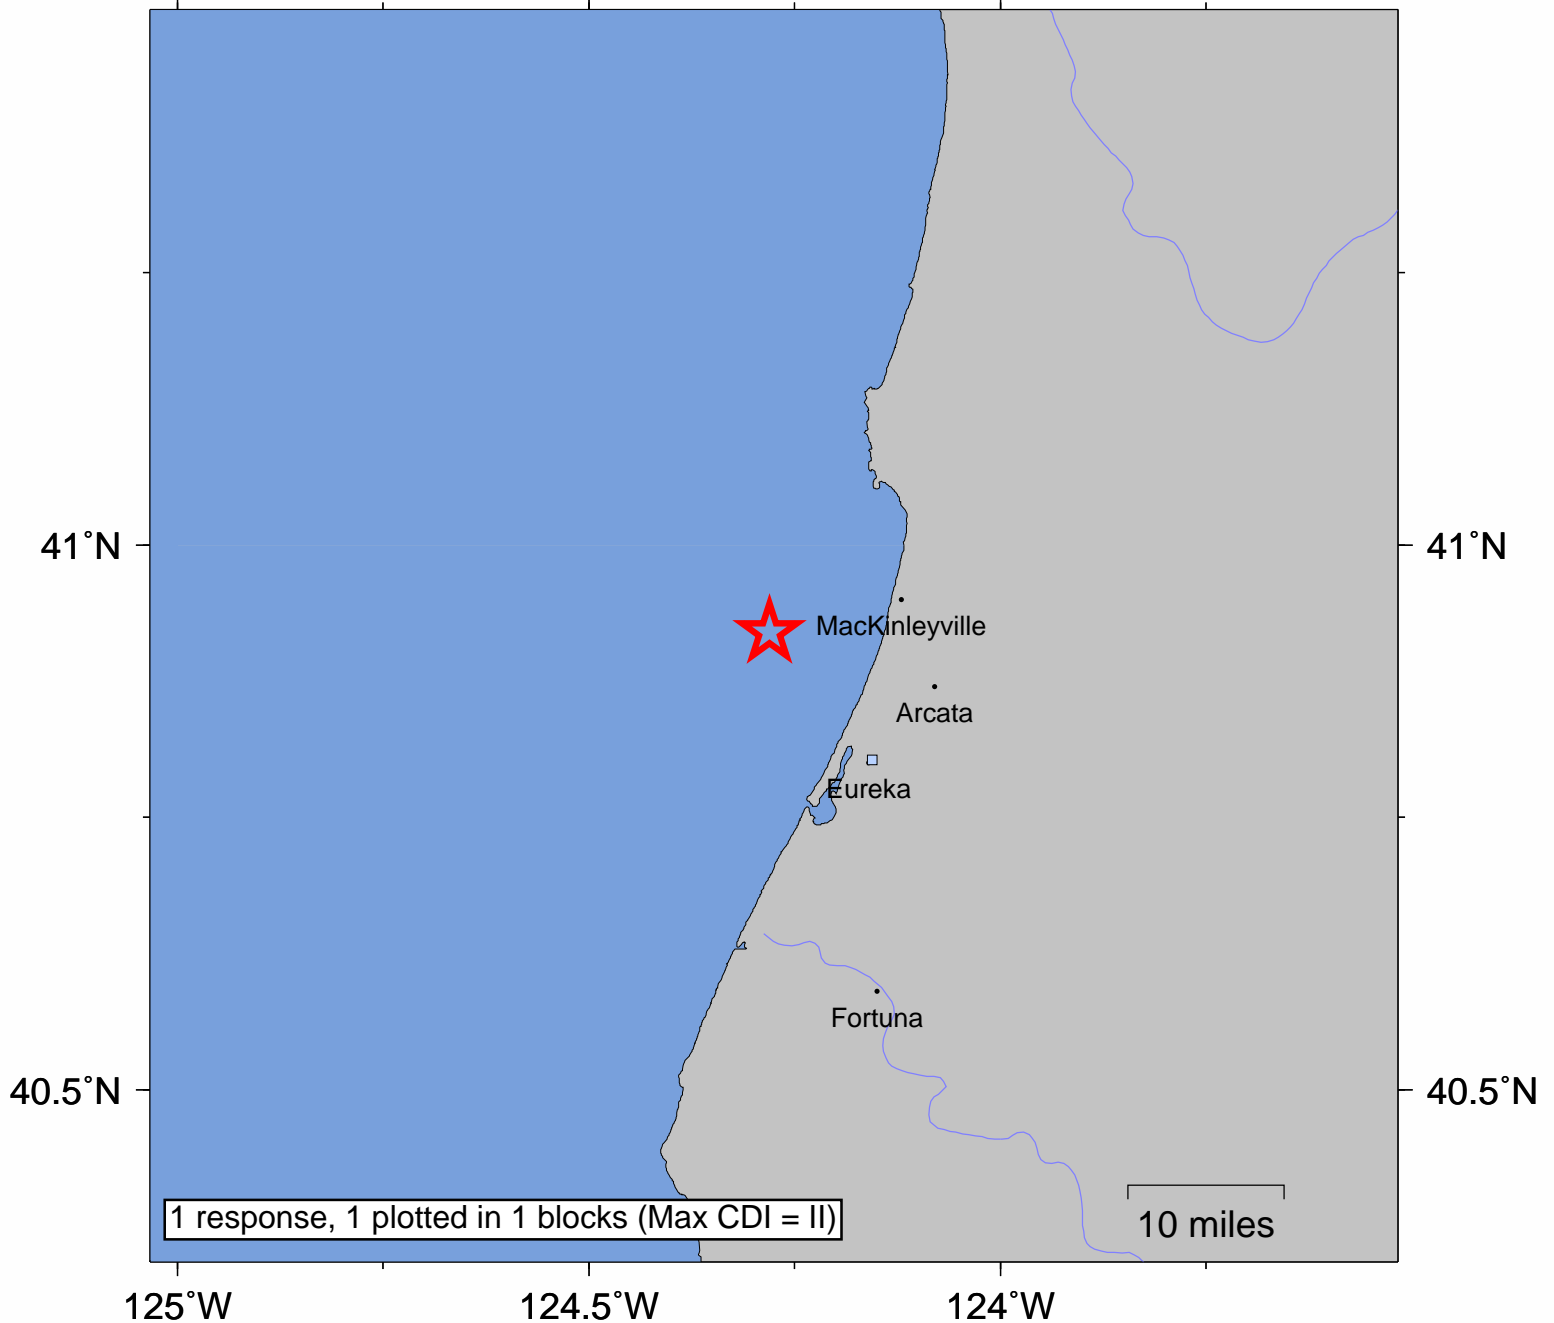 41°N
41°N
MacKinleyville
Arcata
Eureka
Fortuna
40.5°N
40.5°N
1 response, 1 plotted in 1 blocks (Max CDI = II)
10 miles
125°W
124.5°W
124°W